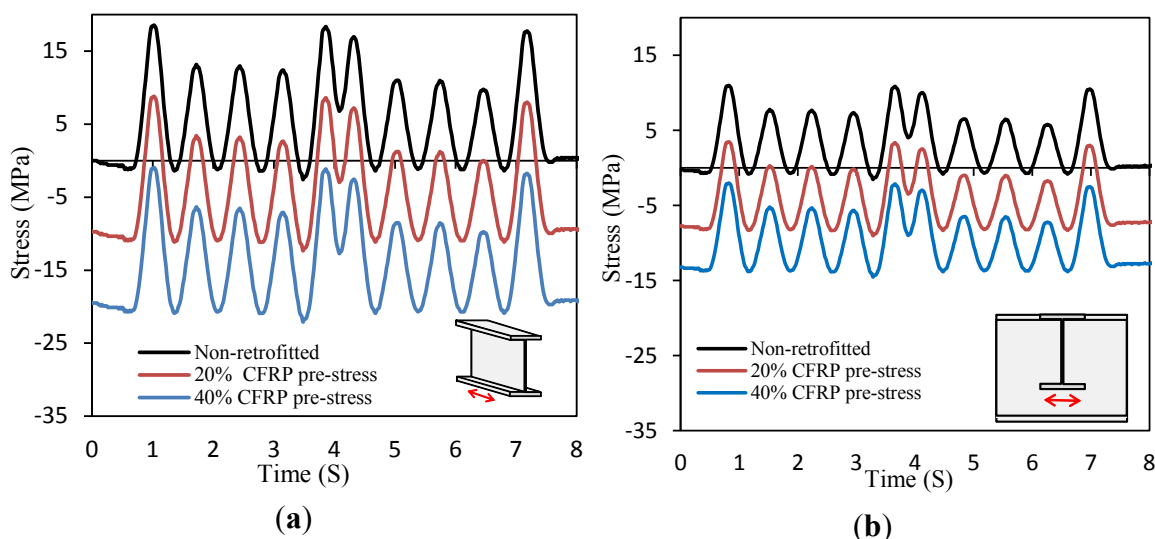 Stress (MPa)
15
5
-5
-15
-25
-35
0 1 2 3 4 5 6 7 8
Time (S)
Non-retrofitted
20% CFRP pre-stress
40% CFRP pre-stress
(a)
Stress (MPa)
15
5
-5
-15
-25
-35
0 1 2 3 4 5 6 7 8
Time (S)
Non-retrofitted
20% CFRP pre-stress
40% CFRP pre-stress
(b)